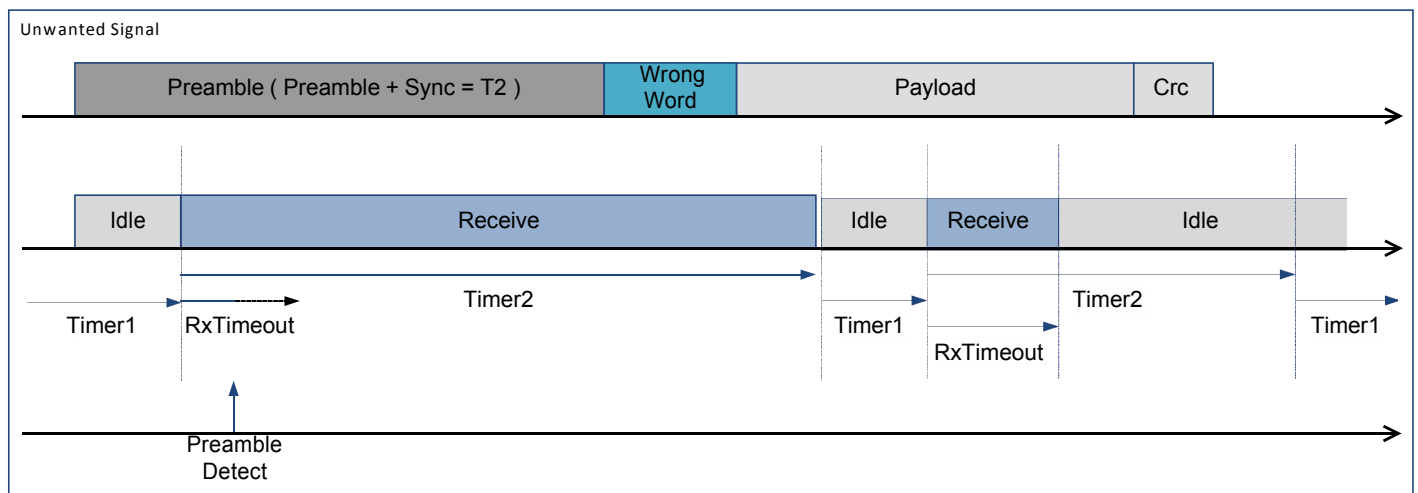 Unwanted Signal
Preamble ( Preamble + Sync = T2 )
Wrong
Word
Payload
Crc
Idle
Receive
Idle
Receive
Idle
Timer1
RxTimeout
Timer2
Timer1
RxTimeout
Timer2
Timer1
Preamble
Detect